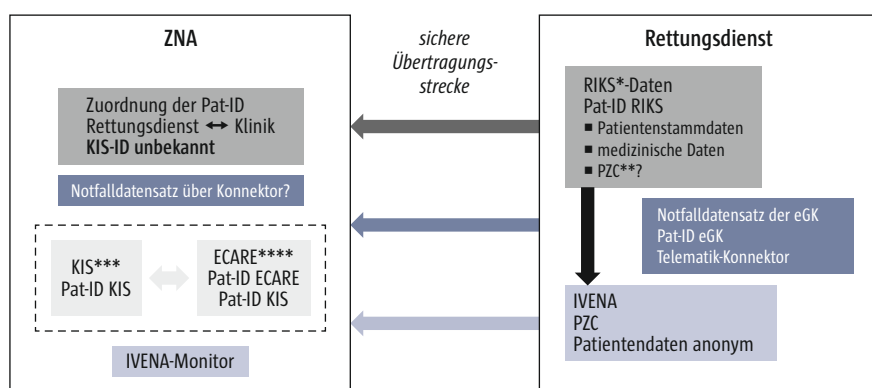 ZNA
Zuordnung der Pat-ID
Rettungsdienst ↔ Klinik
KIS-ID unbekannt
Notfalldatensatz über Konnektor?
KIS***
Pat-ID KIS
ECARE****
Pat-ID ECARE
Pat-ID KIS
IVENA-Monitor
sichere
Übertragungs-
strecke
Rettungsdienst
RIKS*-Daten
Pat-ID RIKS
■ Patientenstammdaten
■ medizinische Daten
■ PZC**?
Notfalldatensatz der eGK
Pat-ID eGK
Telematik-Konnektor
IVENA
PZC
Patientendaten anonym